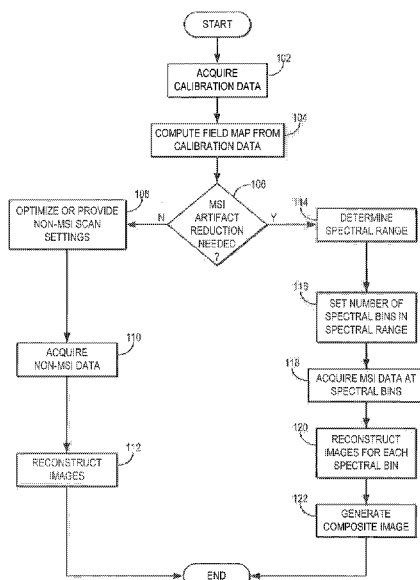 START
102
ACQUIRE
CALIBRATION DATA
104
COMPUTE FIELD MAP FROM
CALIBRATION DATA
106
MSI
ARTIFACT
REDUCTION
NEEDED
?
N
Y
108
OPTIMIZE OR PROVIDE
NON-MSI SCAN
SETTINGS
110
ACQUIRE
NON-MSI DATA
112
RECONSTRUCT
IMAGES
114
DETERMINE
SPECTRAL RANGE
116
SET NUMBER OF
SPECTRAL BINS IN
SPECTRAL RANGE
118
ACQUIRE MSI DATA AT
SPECTRAL BINS
120
RECONSTRUCT
IMAGES FOR EACH
SPECTRAL BIN
122
GENERATE
COMPOSITE IMAGE
END